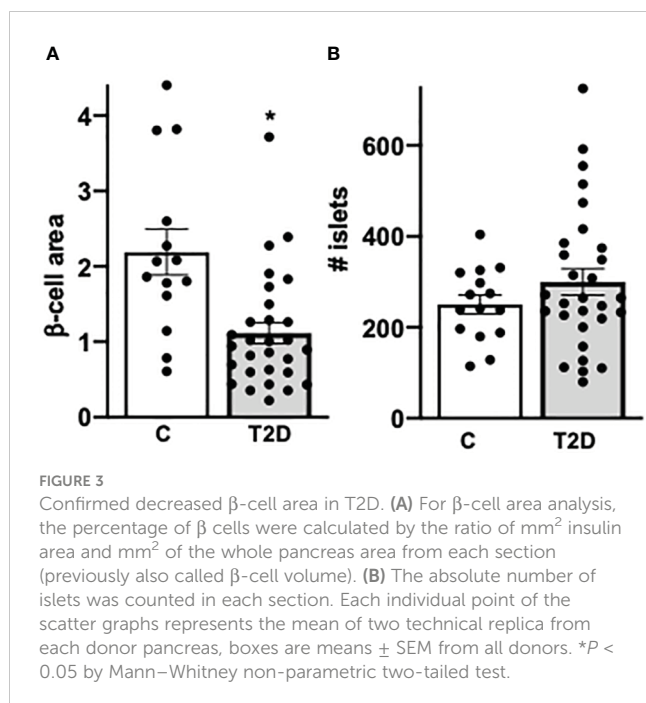 A
B
β-cell area
4
3
2
1
0
*
C
T2D
# islets
600
400
200
0
C
T2D
FIGURE 3
Confirmed decreased β-cell area in T2D. (A) For β-cell area analysis,
the percentage of β cells were calculated by the ratio of mm² insulin
area and mm² of the whole pancreas area from each section
(previously also called β-cell volume). (B) The absolute number of
islets was counted in each section. Each individual point of the
scatter graphs represents the mean of two technical replica from
each donor pancreas, boxes are means ± SEM from all donors. *P <
0.05 by Mann–Whitney non-parametric two-tailed test.